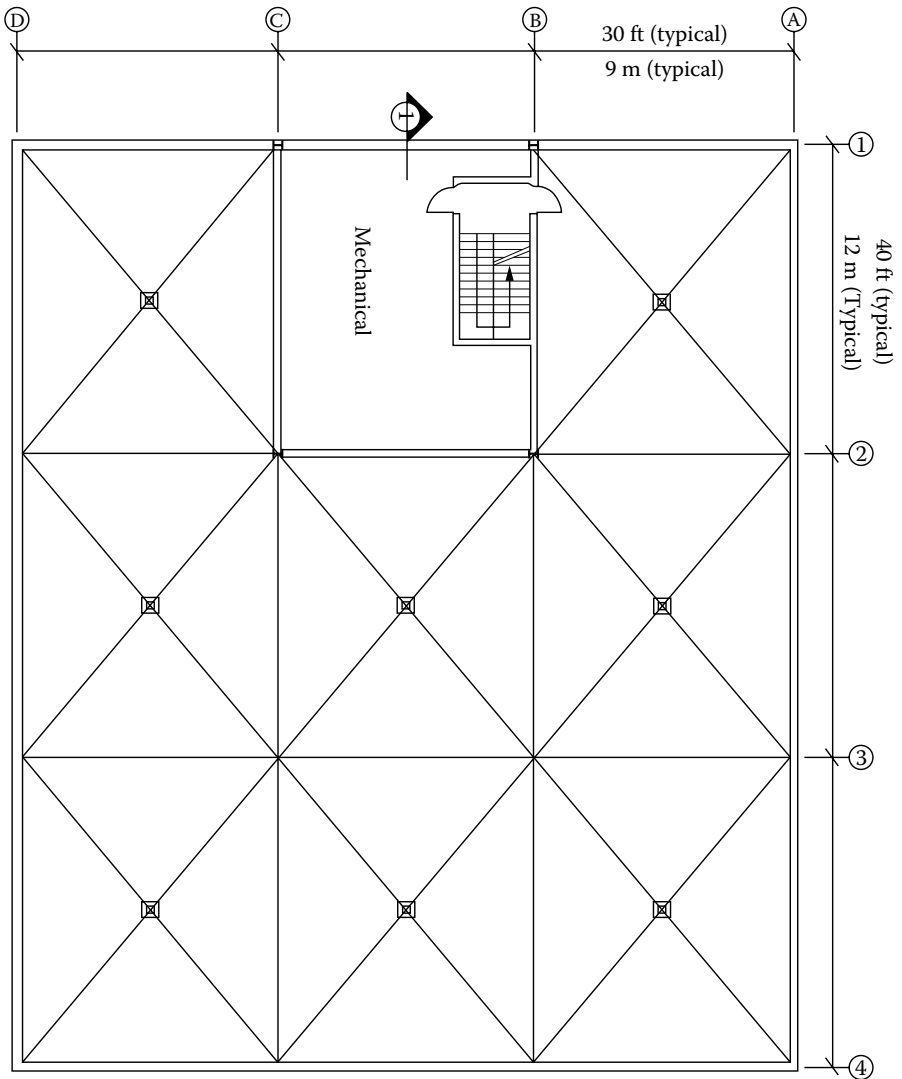 D
C
B
A
30 ft (typical)
9 m (typical)
1
1
40 ft (typical)
12 m (Typical)
Mechanical
2
3
4